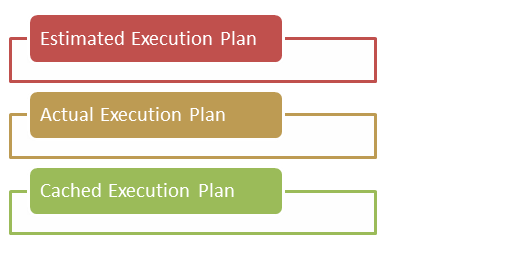 Estimated Execution Plan
Actual Execution Plan
Cached Execution Plan